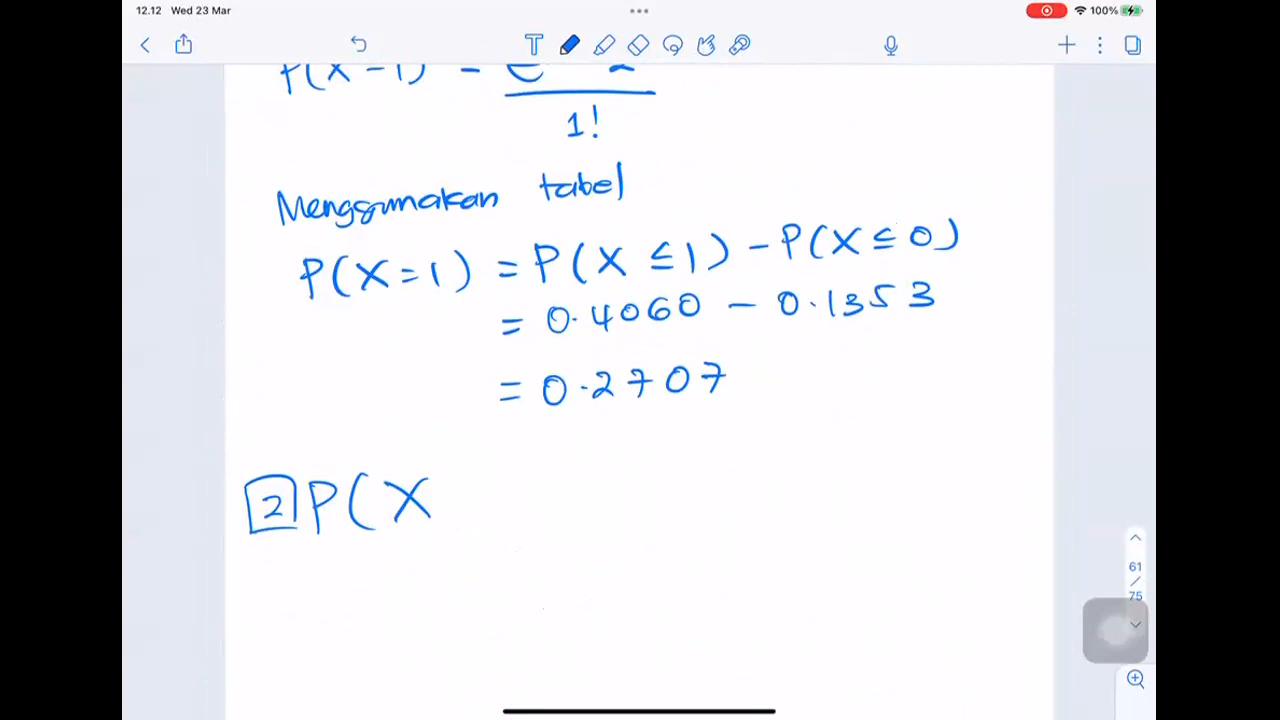 12.12 Wed 23 Mar
100%
P(X=1) =
1!
Menggunakan tabel
P(X=1) = P(X ≤ 1) - P(X ≤ 0)
= 0.4060 - 0.1353
= 0.2707
2 P(X
61
/
75